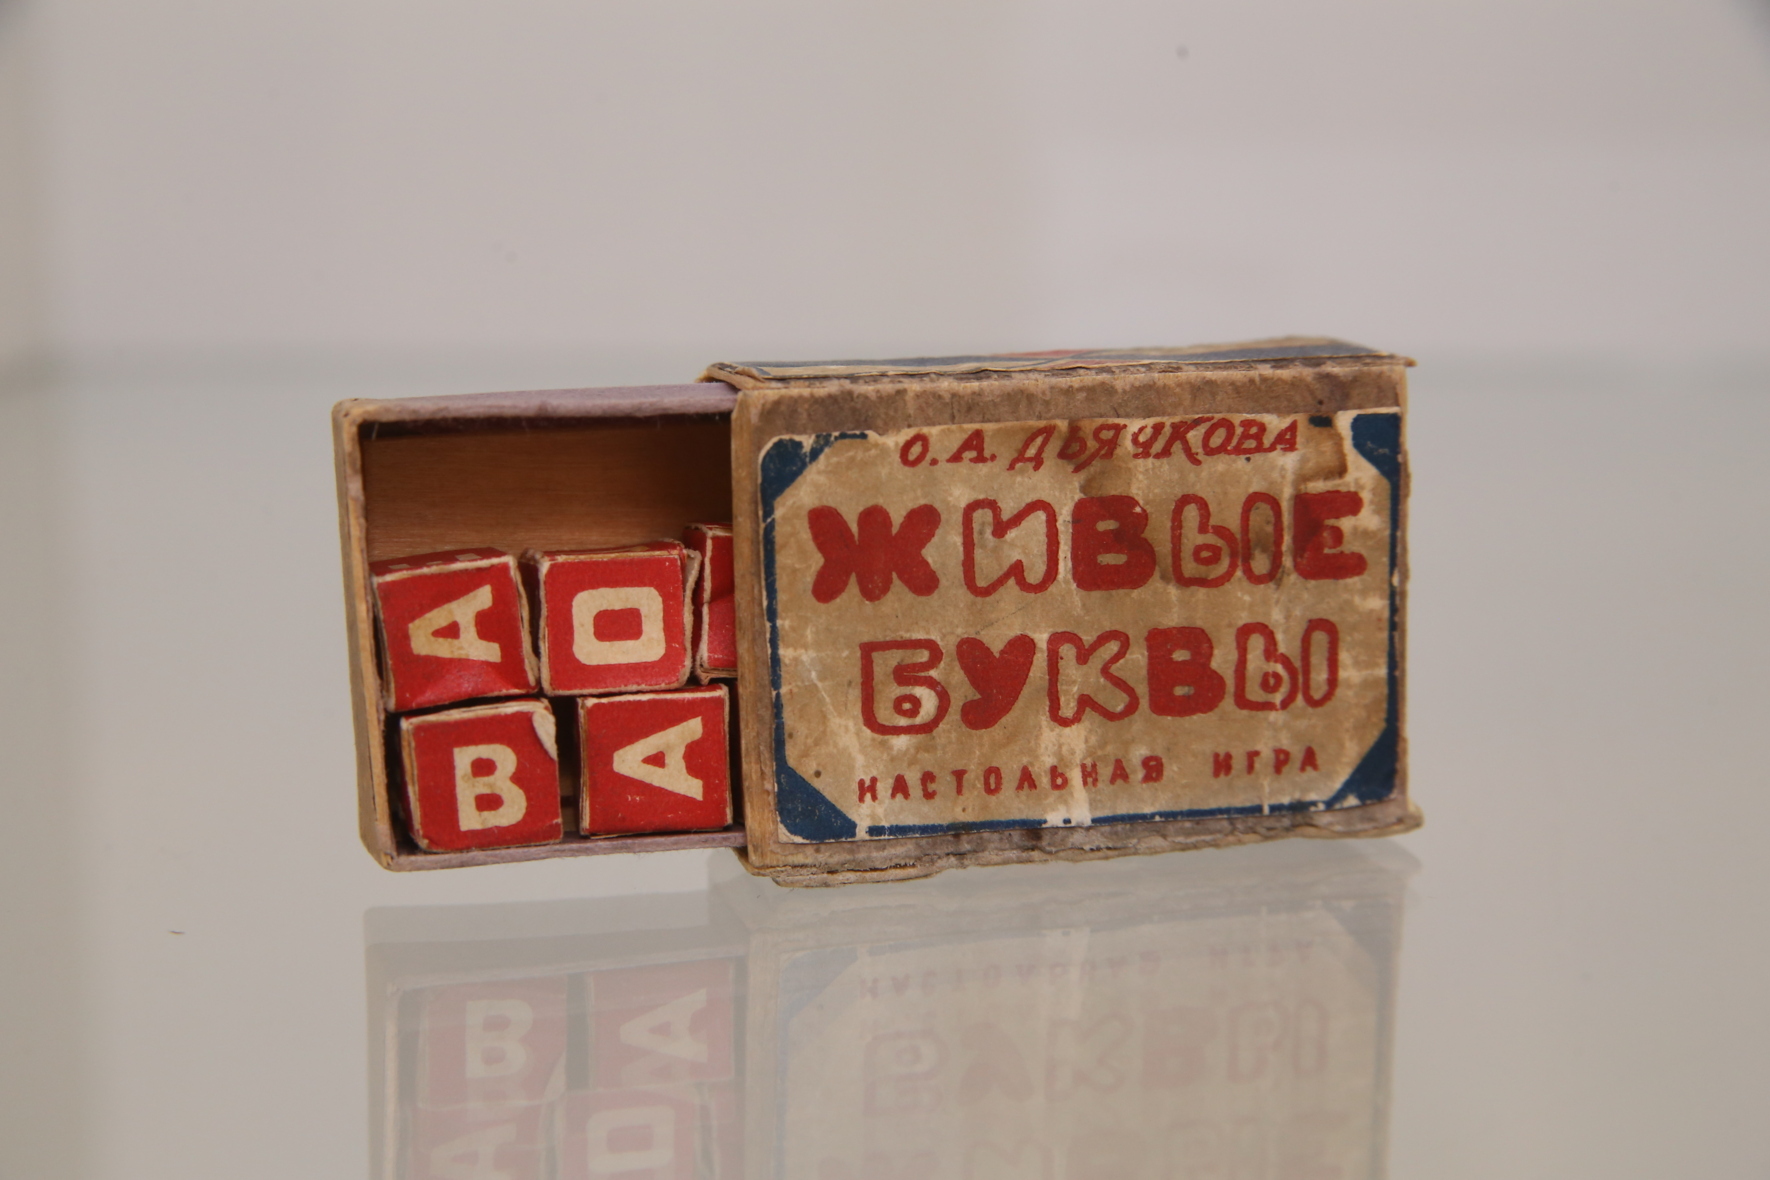 О.А. ДЬЯЧКОВА
ЖИВЫЕ
БУКВЫ
НАСТОЛЬНАЯ ИГРА
А О
В А